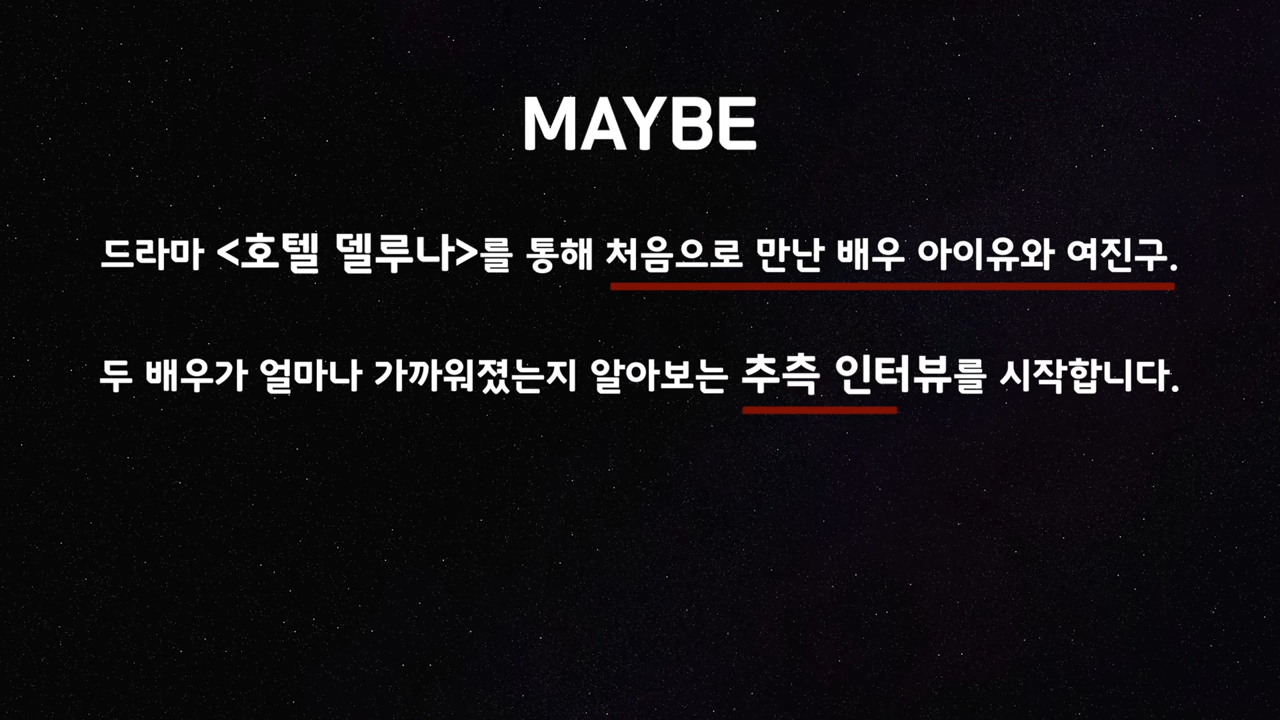 MAYBE
드라마 <호텔 델루나>를 통해 처음으로 만난 배우 아이유와 여진구.
두 배우가 얼마나 가까워졌는지 알아보는 추측 인터뷰를 시작합니다.